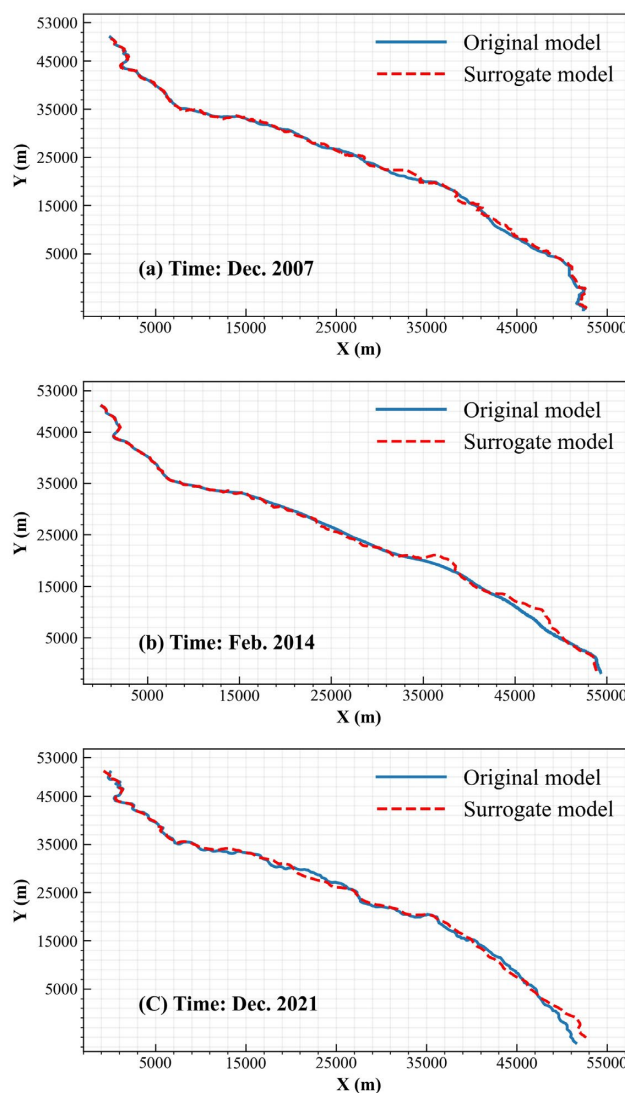 53000
45000
35000
25000
15000
5000
Y (m)
Original model
Surrogate model
(a) Time: Dec. 2007
5000 15000 25000 35000 45000 55000
X (m)
53000
45000
35000
25000
15000
5000
Y (m)
Original model
Surrogate model
(b) Time: Feb. 2014
5000 15000 25000 35000 45000 55000
X (m)
53000
45000
35000
25000
15000
5000
Y (m)
Original model
Surrogate model
(C) Time: Dec. 2021
5000 15000 25000 35000 45000 55000
X (m)